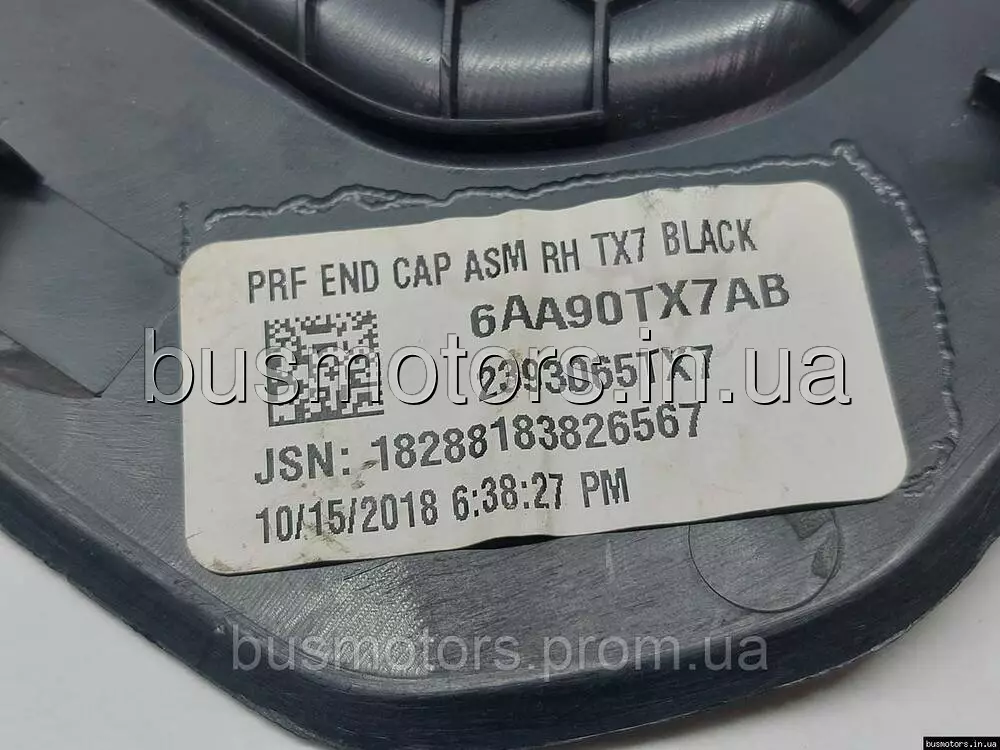 PRF END CAP ASM RH TX7 BLACK
6AA90TX7AB
busmotors.in.ua
2393D65TX7
JSN: 18288183826567
10/15/2018 6:38:27 PM
busmotors.prom.ua
busmotors.in.ua